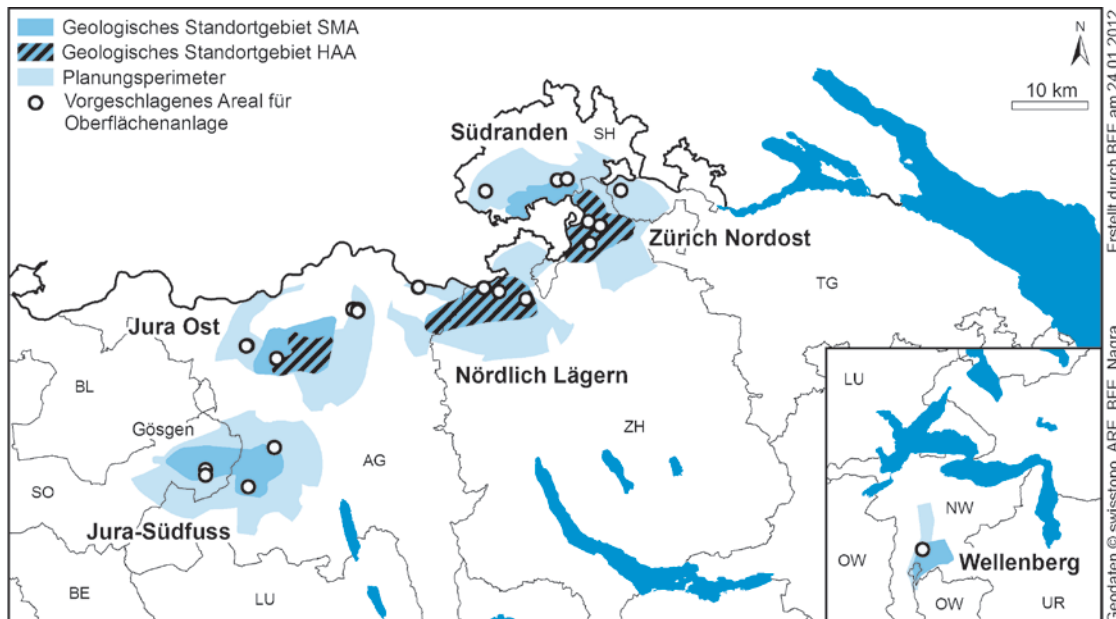 Geologisches Standortgebiet SMA
Geologisches Standortgebiet HAA
Planungsperimeter
Vorgeschlagenes Areal für
Oberflächenanlage
N
10 km
Südranden
SH
Zürich Nordost
TG
Jura Ost
BL
Nördlich Lägern
Gösgen
ZH
AG
SO
Jura-Südfuss
BE
LU
LU
NW
OW
Wellenberg
OW
UR
Geodaten © swisstopo, ARE, BFE, Nagra
Erstellt durch BFE am 24.01.2012